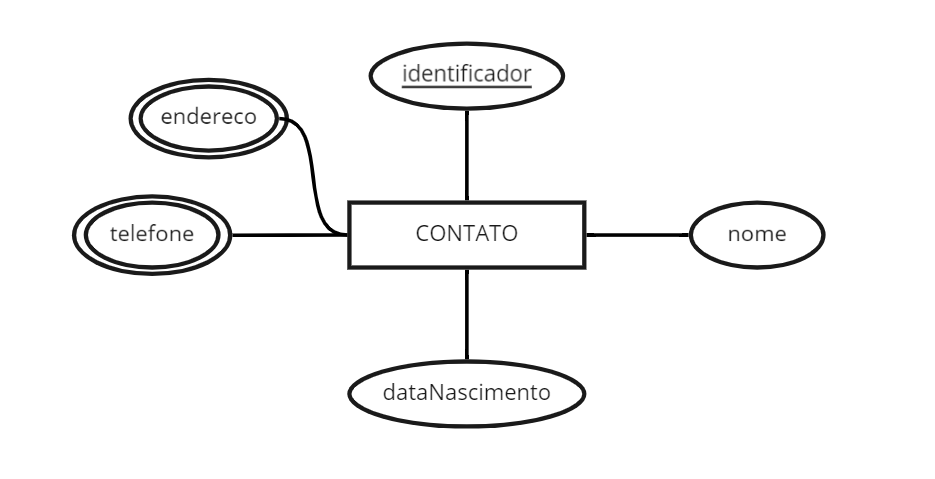 identificador
endereco
telefone
CONTATO
nome
dataNascimento